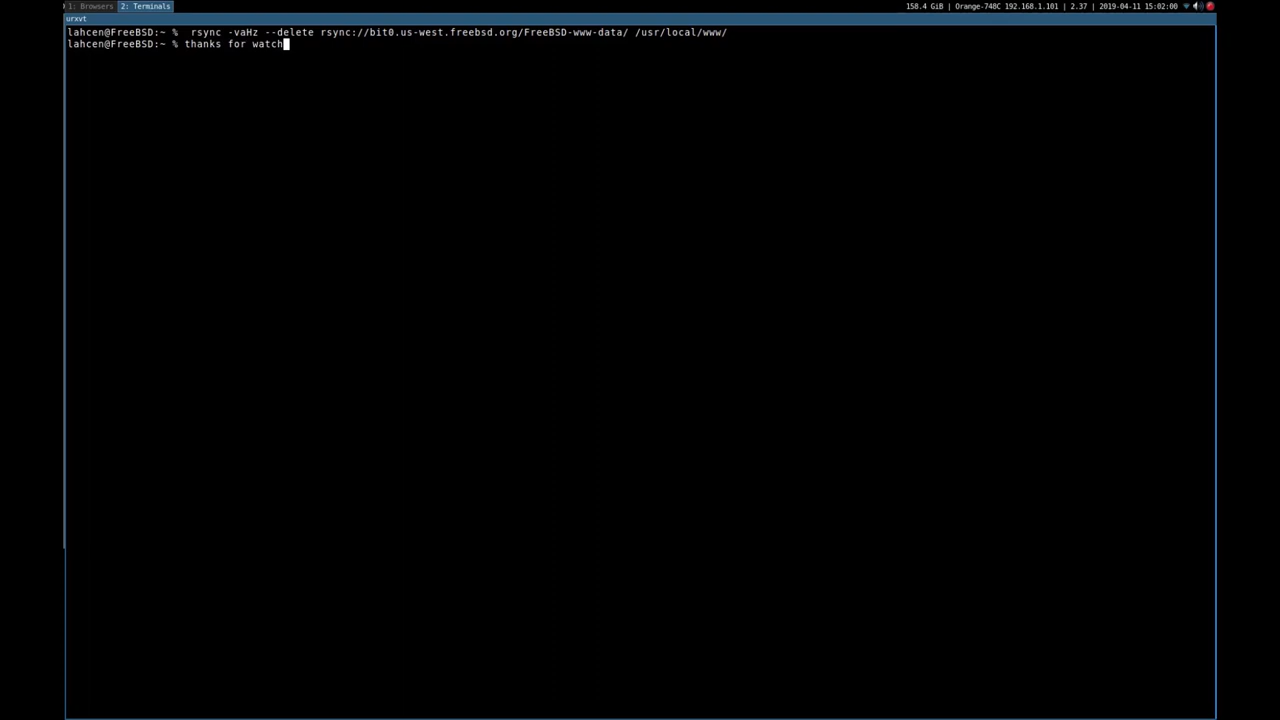 1: Browsers 2: Terminals 158.4 GiB | Orange-748C 192.168.1.101 | 2.37 | 2019-04-11 15:02:00
urxvt
lahcen@FreeBSD:~ %  rsync -vaHz --delete rsync://bit0.us-west.freebsd.org/FreeBSD-www-data/ /usr/local/www/
lahcen@FreeBSD:~ % thanks for watch